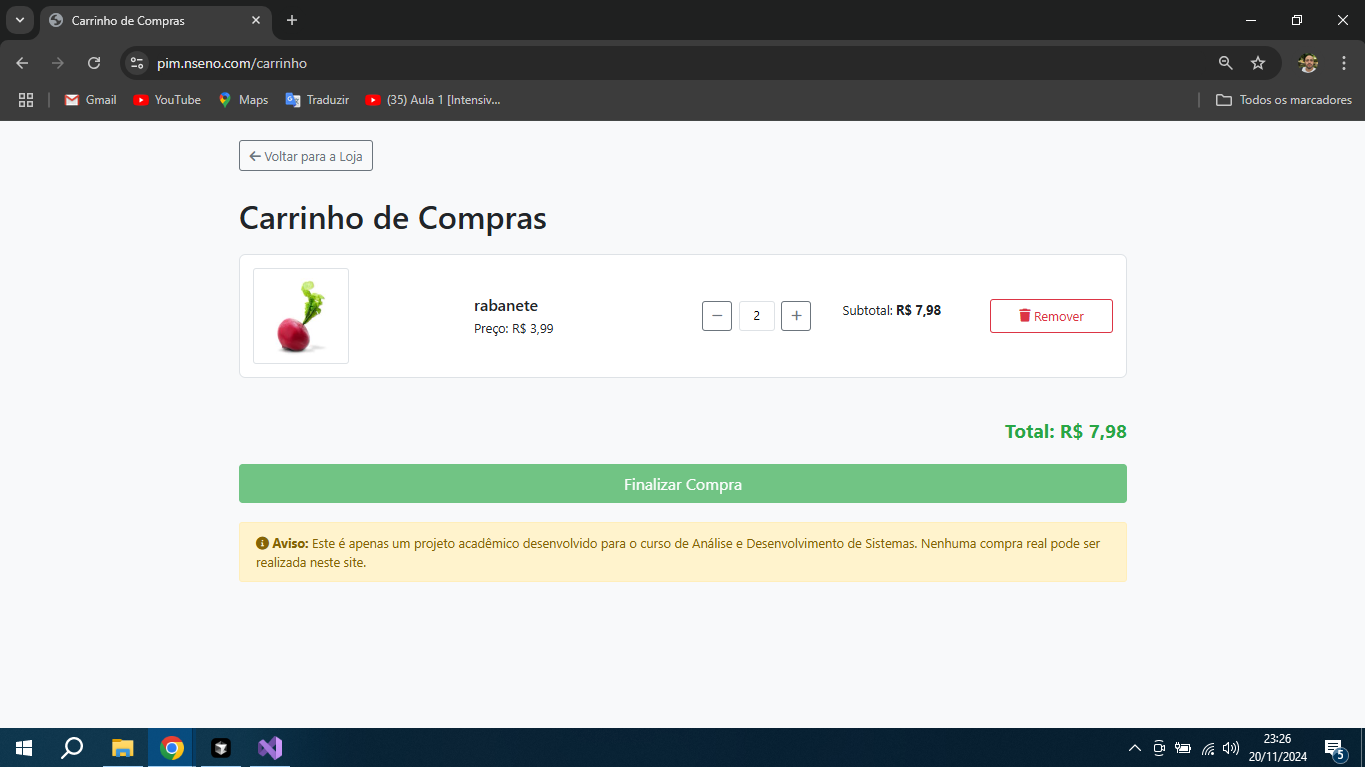 Carrinho de Compras
pim.nseno.com/carrinho
Gmail YouTube Maps Traduzir (35) Aula 1 [Intensiv... Todos os marcadores
Voltar para a Loja
Carrinho de Compras
rabanete
Preço: R$ 3,99
2
Subtotal: R$ 7,98
Remover
Total: R$ 7,98
Finalizar Compra
Aviso: Este é apenas um projeto acadêmico desenvolvido para o curso de Análise e Desenvolvimento de Sistemas. Nenhuma compra real pode ser
realizada neste site.
23:26
20/11/2024
5